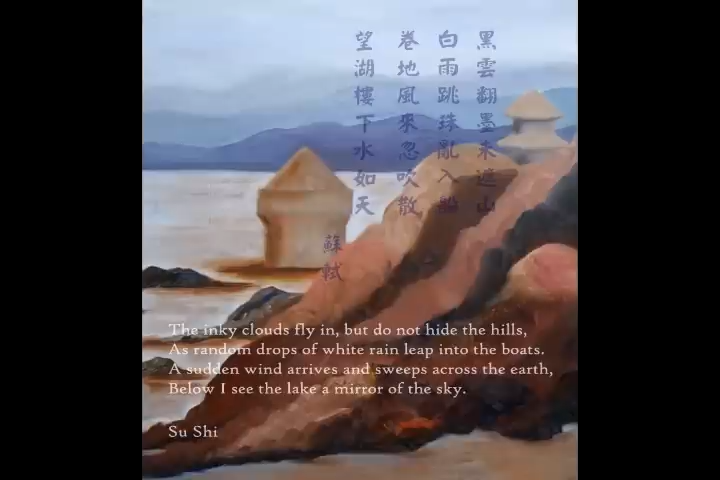 黑雲翻墨未遮山
白雨跳珠亂入船
卷地風來忽吹散
望湖樓下水如天
蘇軾
The inky clouds fly in, but do not hide the hills,
As random drops of white rain leap into the boats.
A sudden wind arrives and sweeps across the earth,
Below I see the lake a mirror of the sky.
Su Shi